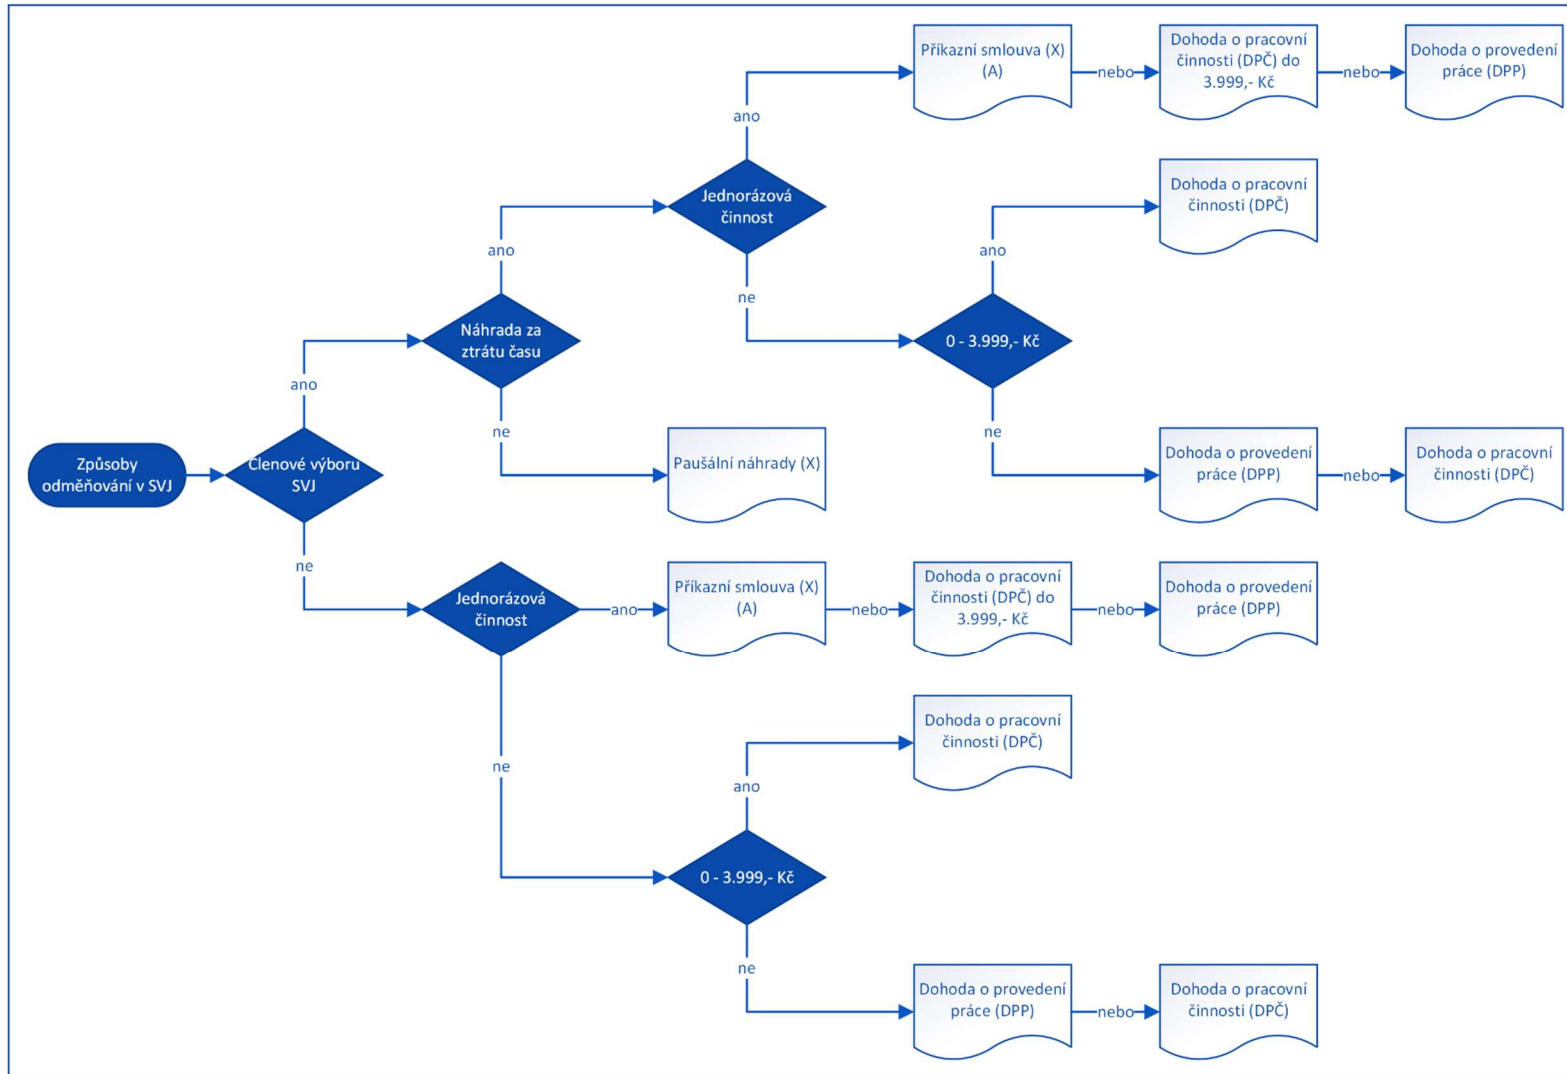 Příkazní smlouva (X)
(A)
nebo
Dohoda o pracovní
činnosti (DPČ) do
3.999,- Kč
nebo
Dohoda o provedení
práce (DPP)
ano
Jednorázová
činnost
Dohoda o pracovní
činnosti (DPČ)
ano
ano
ne
Náhrada za
ztrátu času
0 - 3.999,- Kč
ano
ne
ne
Způsoby
odměňování v SVJ
Členové výboru
SVJ
Paušální náhrady (X)
Dohoda o provedení
práce (DPP)
nebo
Dohoda o pracovní
činnosti (DPČ)
ne
Jednorázová
činnost
ano
Příkazní smlouva (X)
(A)
nebo
Dohoda o pracovní
činnosti (DPČ) do
3.999,- Kč
nebo
Dohoda o provedení
práce (DPP)
Dohoda o pracovní
činnosti (DPČ)
ne
ano
0 - 3.999,- Kč
ne
Dohoda o provedení
práce (DPP)
nebo
Dohoda o pracovní
činnosti (DPČ)